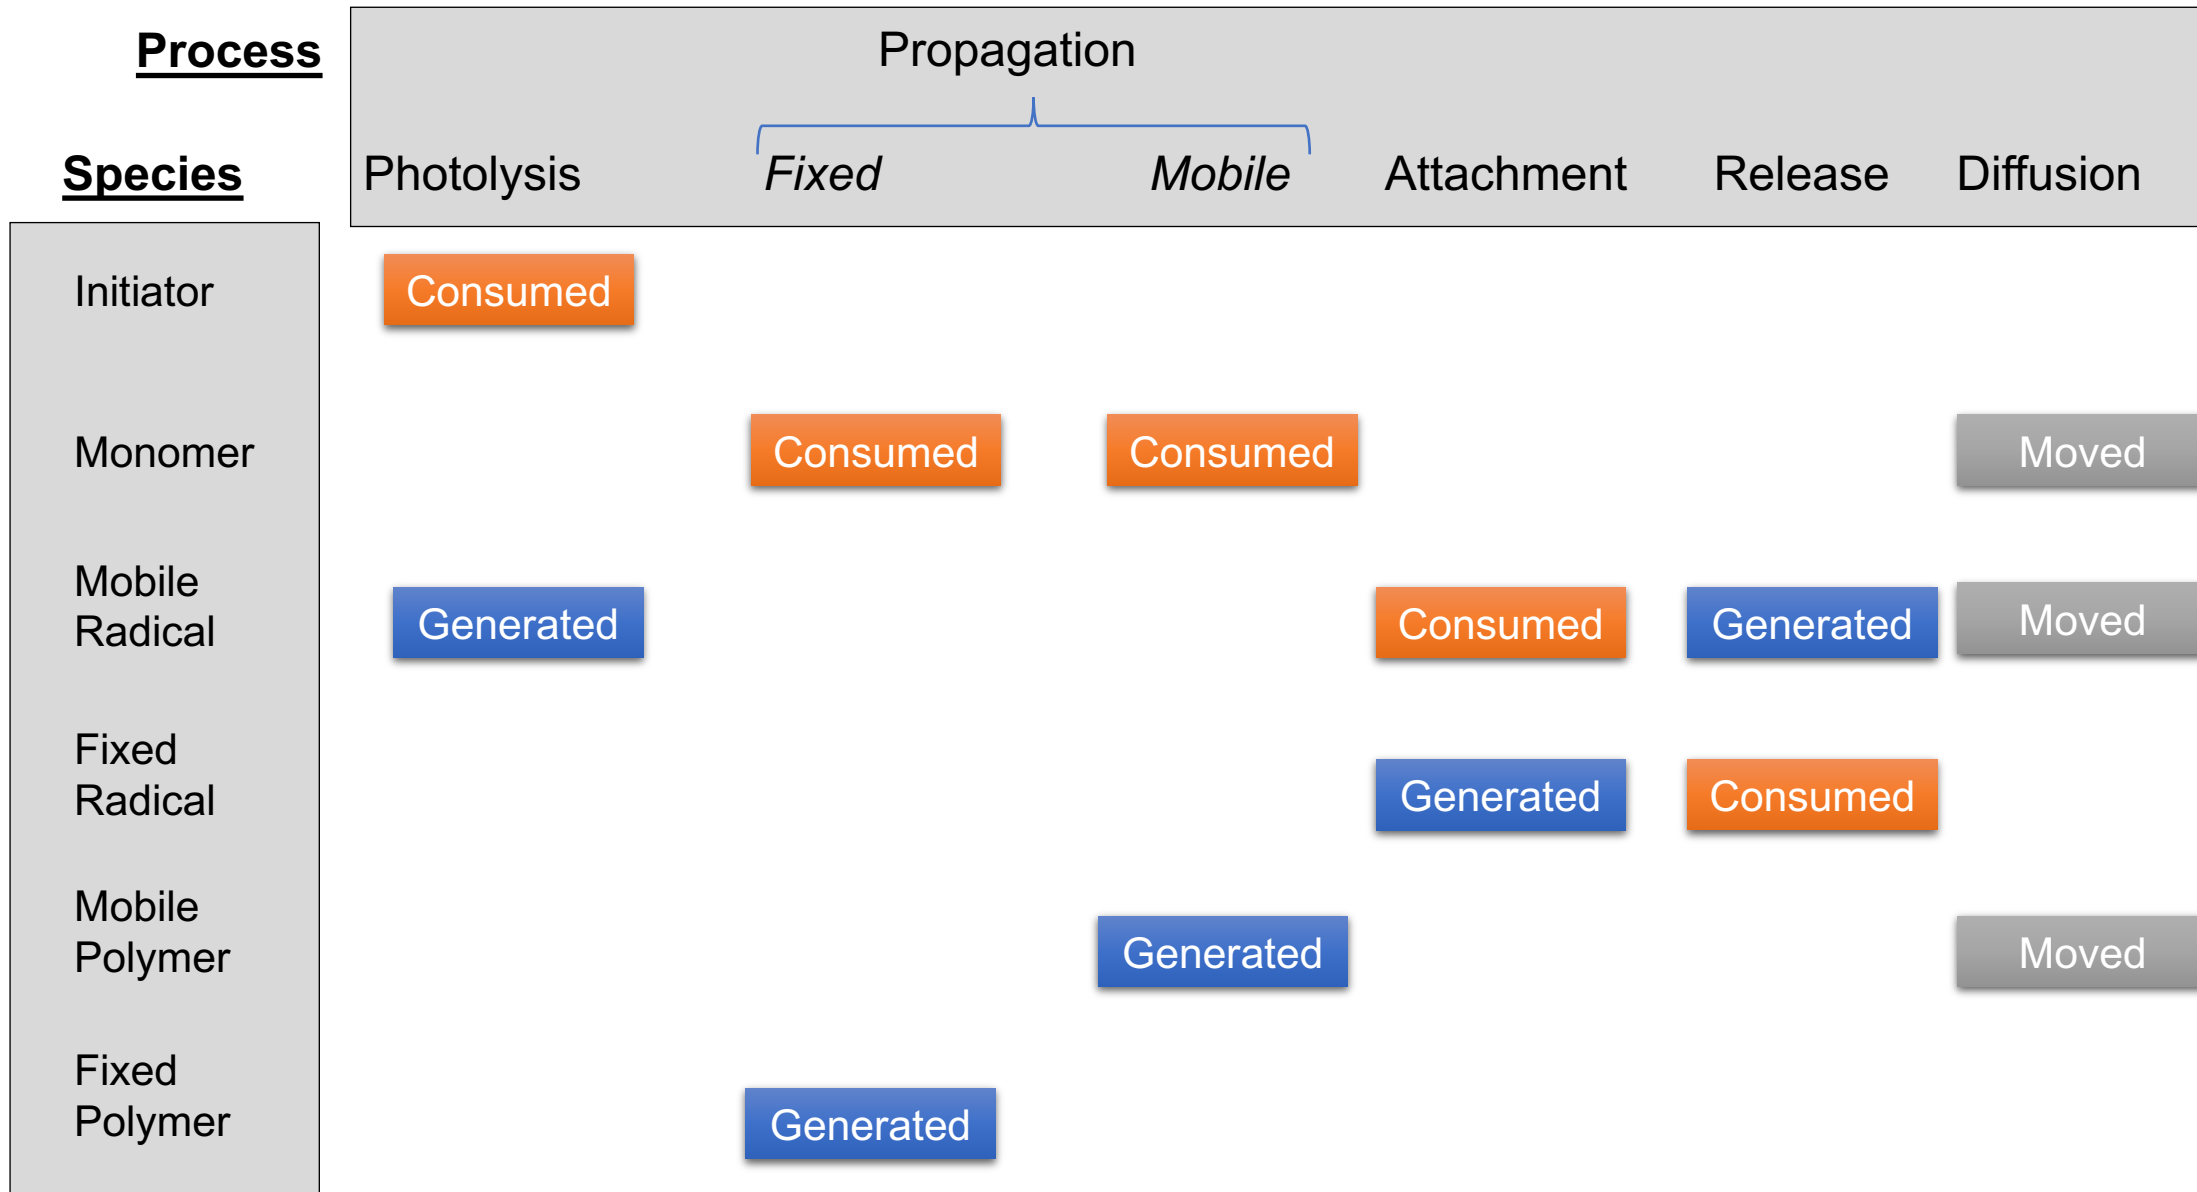 Process
Propagation
Species
Photolysis
Fixed
Mobile
Attachment
Release
Diffusion
Initiator
Consumed
Monomer
Consumed
Consumed
Moved
Mobile
Radical
Generated
Consumed
Generated
Moved
Fixed
Radical
Generated
Consumed
Mobile
Polymer
Generated
Moved
Fixed
Polymer
Generated